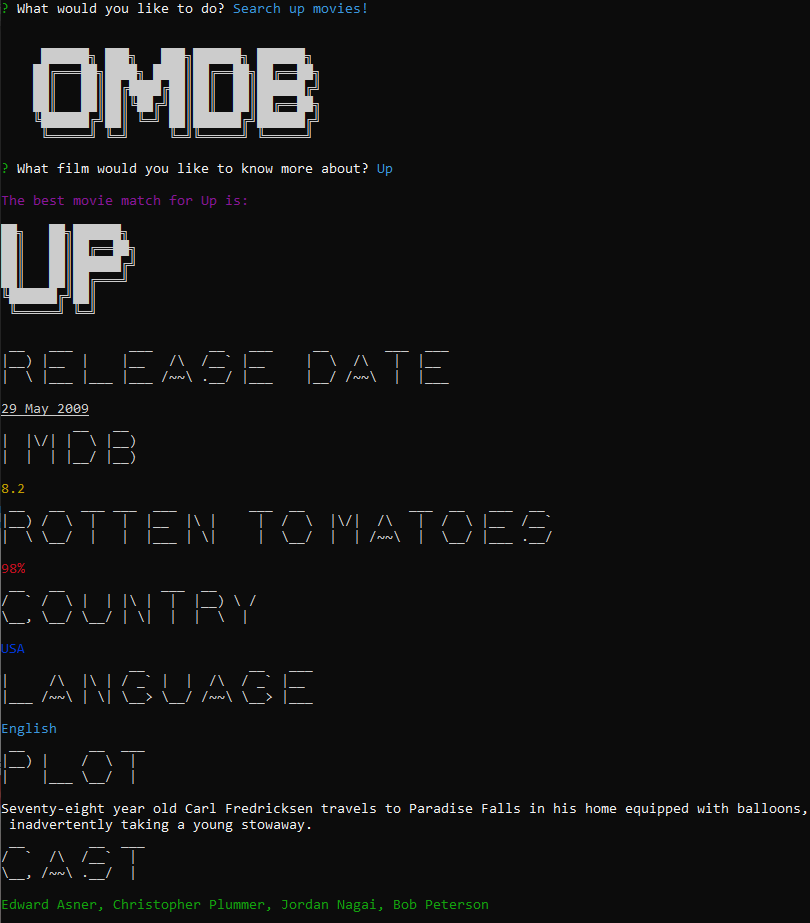 ? What would you like to do? Search up movies!
OMDB
? What film would you like to know more about? Up
The best movie match for Up is:
UP
RELEASE DATE
29 May 2009
IMDB
8.2
ROTTEN TOMATOES
98%
COUNTRY
USA
LANGUAGE
English
PLOT
Seventy-eight year old Carl Fredricksen travels to Paradise Falls in his home equipped with balloons,
inadvertently taking a young stowaway.
CAST
Edward Asner, Christopher Plummer, Jordan Nagai, Bob Peterson